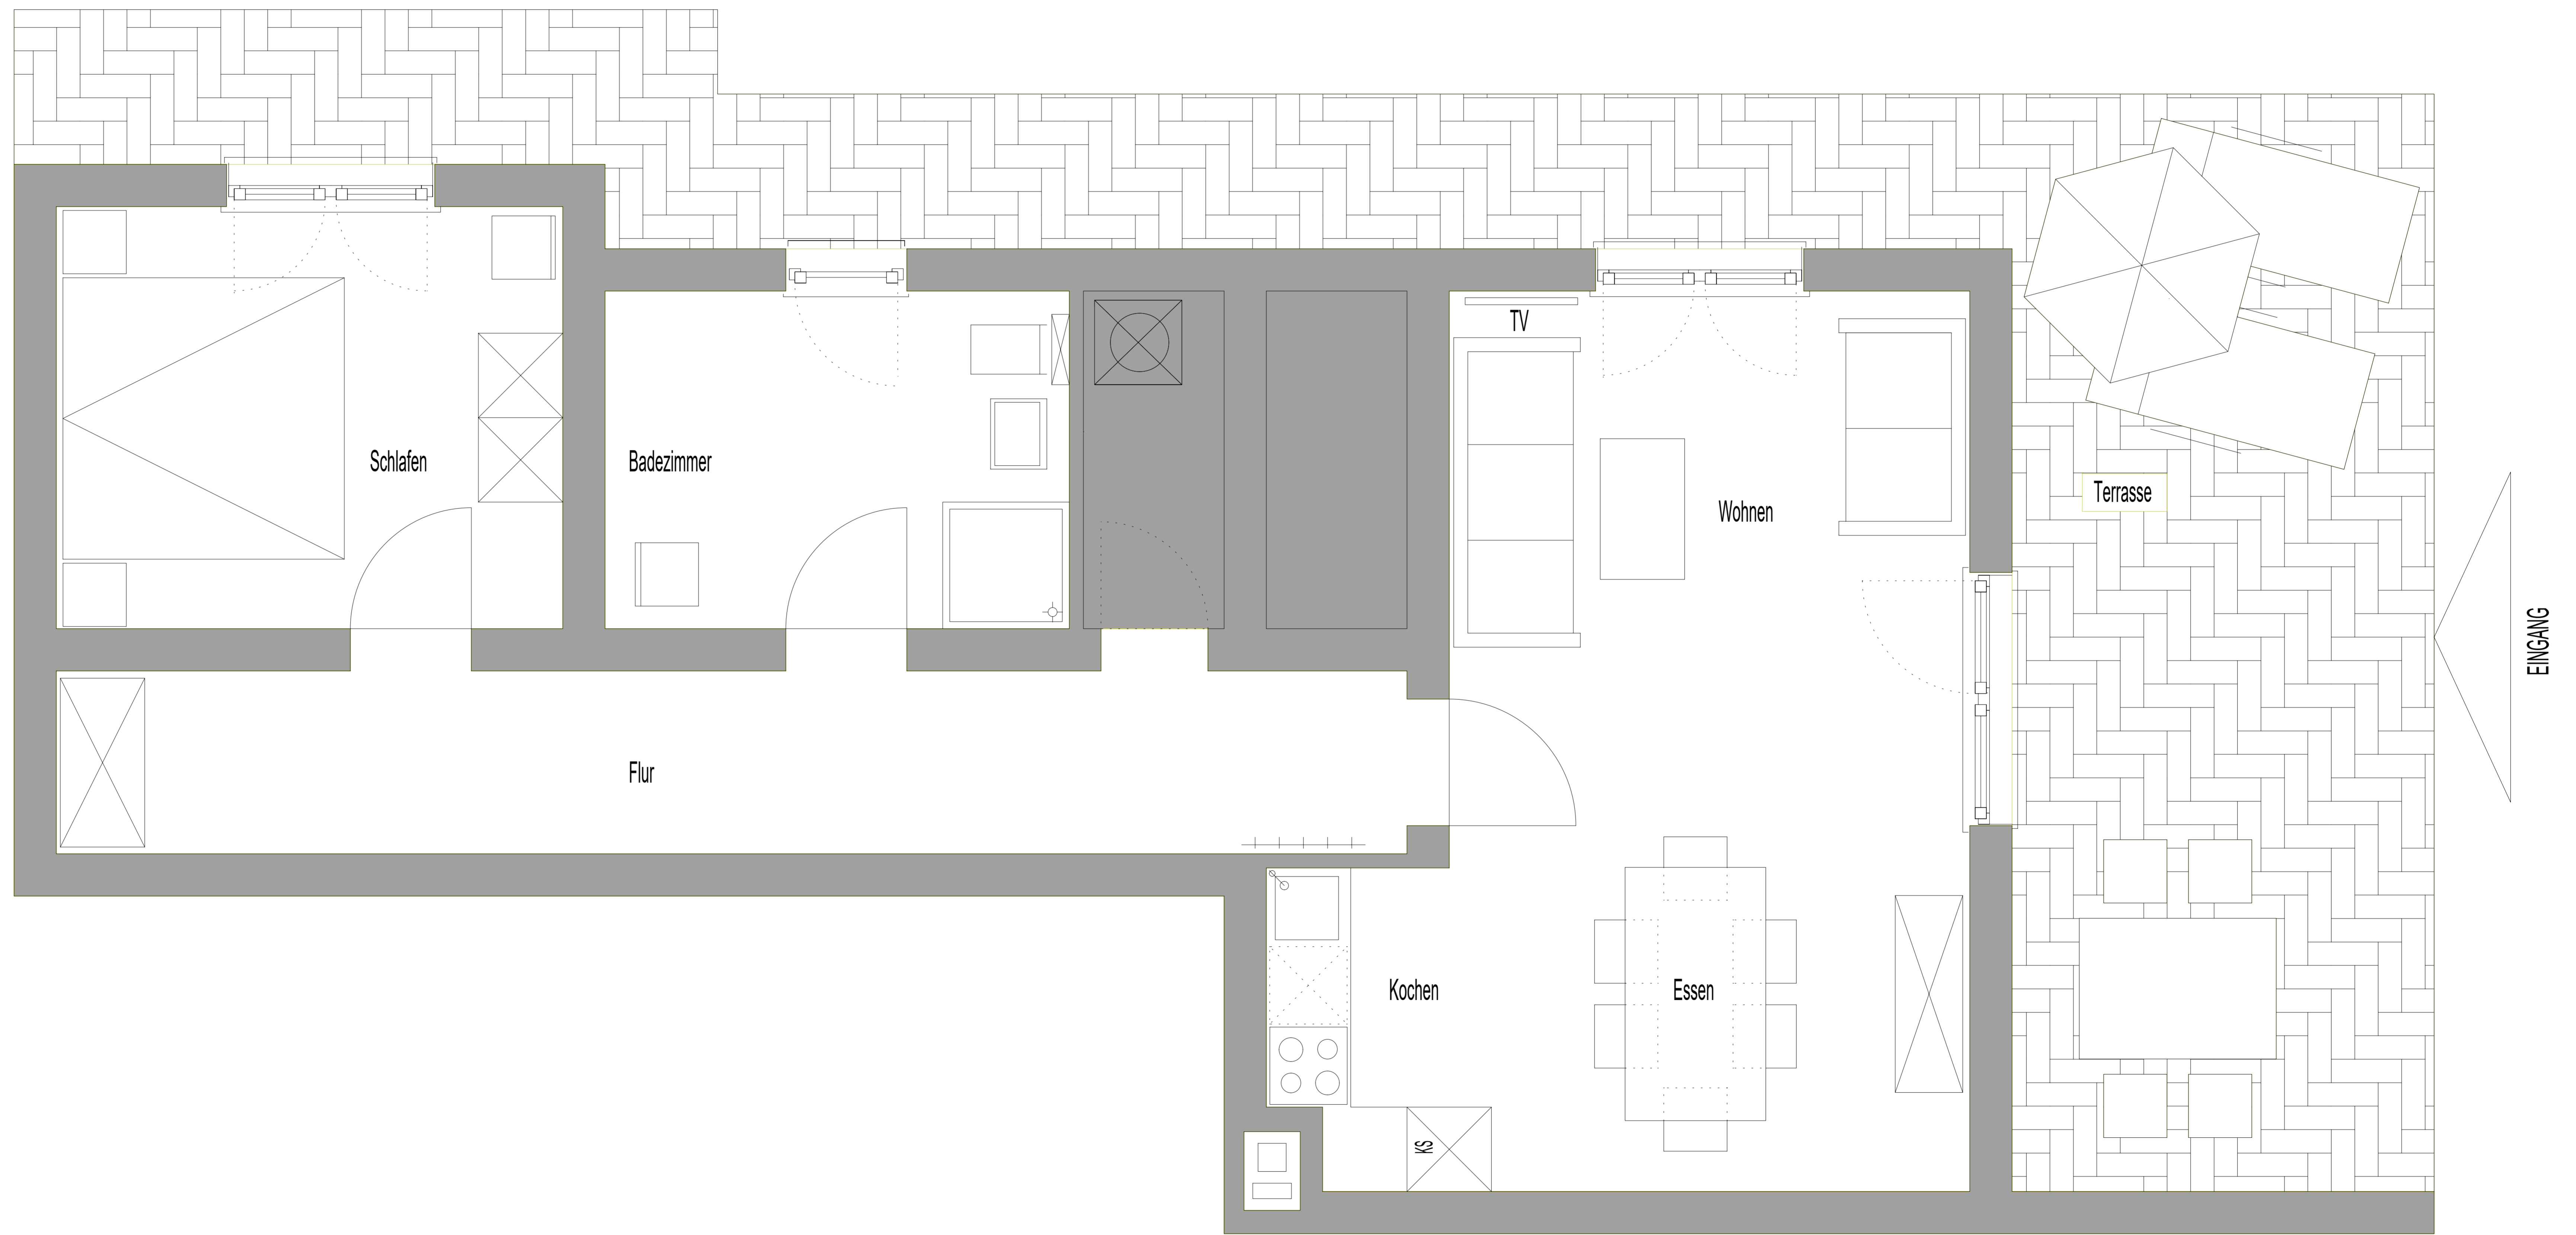 TV
Schlafen
Badezimmer
Wohnen
Terrasse
EINGANG
Flur
Kochen
Essen
KS